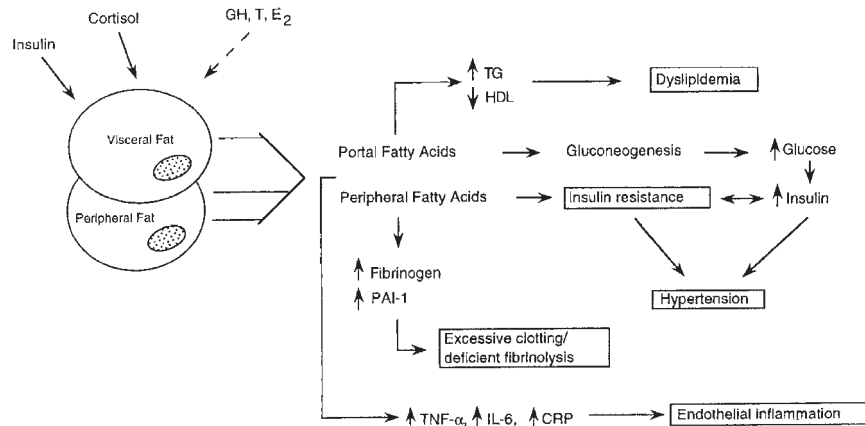 GH, T, E2
Cortisol
Insulin
Visceral Fat
Peripheral Fat
TG
HDL
Dyslipidemia
Portal Fatty Acids
Gluconeogenesis
Glucose
Peripheral Fatty Acids
Insulin resistance
Insulin
Fibrinogen
PAI-1
Hypertension
Excessive clotting/
deficient fibrinolysis
TNF-α, IL-6, CRP
Endothelial inflammation